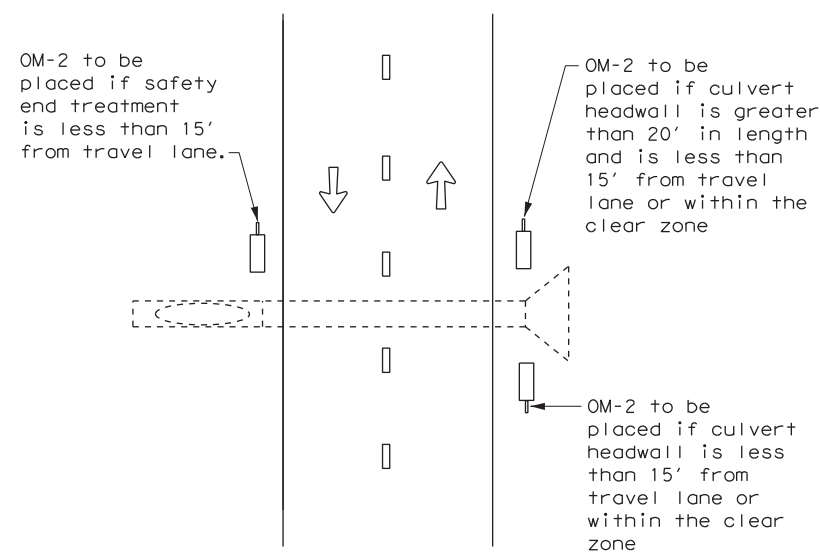 OM-2 to be
placed if safety
end treatment
is less than 15'
from travel lane.
OM-2 to be
placed if culvert
headwall is greater
than 20' in length
and is less than
15' from travel
lane or within the
clear zone
OM-2 to be
placed if culvert
headwall is less
than 15' from
travel lane or
within the clear
zone